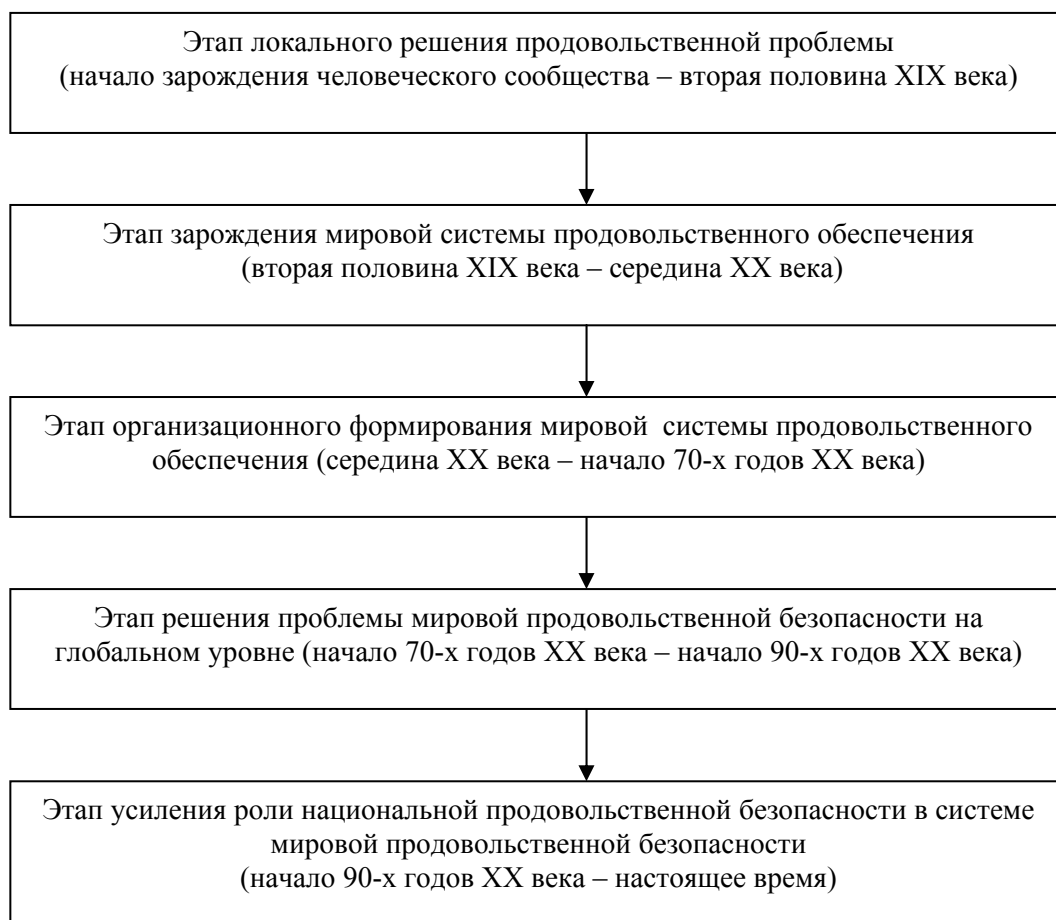 Этап локального решения продовольственной проблемы
(начало зарождения человеческого сообщества – вторая половина XIX века)
Этап зарождения мировой системы продовольственного обеспечения
(вторая половина XIX века – середина XX века)
Этап организационного формирования мировой системы продовольственного
обеспечения (середина XX века – начало 70-х годов XX века)
Этап решения проблемы мировой продовольственной безопасности на
глобальном уровне (начало 70-х годов XX века – начало 90-х годов XX века)
Этап усиления роли национальной продовольственной безопасности в системе
мировой продовольственной безопасности
(начало 90-х годов XX века – настоящее время)